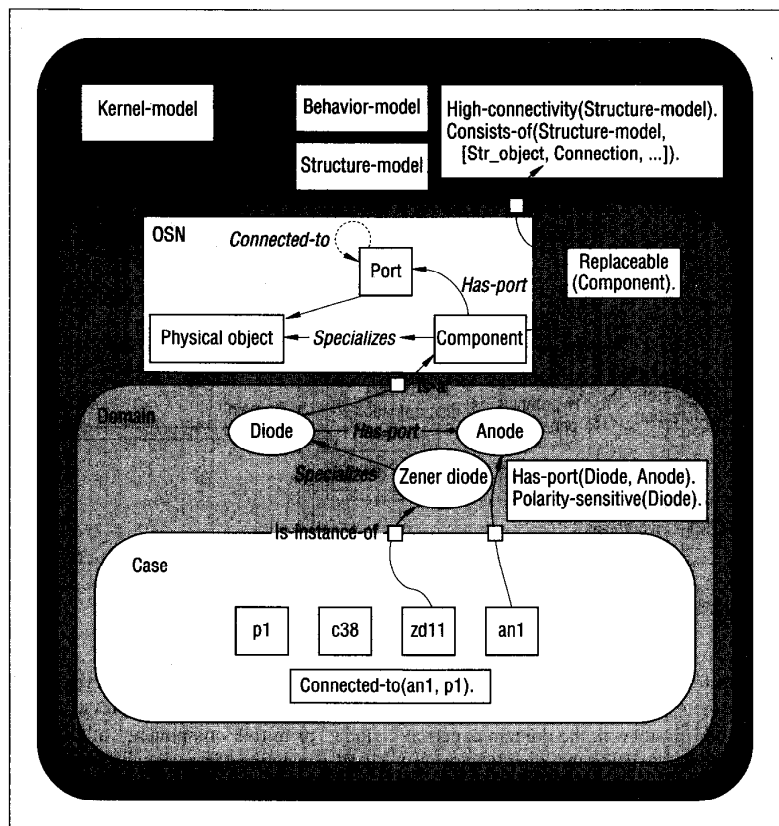 Kernel-model
Behavior-model
Structure-model
High-connectivity(Structure-model).
Consists-of(Structure-model,
[Str_object, Connection, ...]).
OSN
Connected-to
Port
Has-port
Replaceable
(Component).
Physical object
Specializes
Component
Is-a
Domain
Diode
Has-port
Anode
Specializes
Zener diode
Has-port(Diode, Anode).
Polarity-sensitive(Diode).
Is-instance-of
Case
p1
c38
zd11
an1
Connected-to(an1, p1).